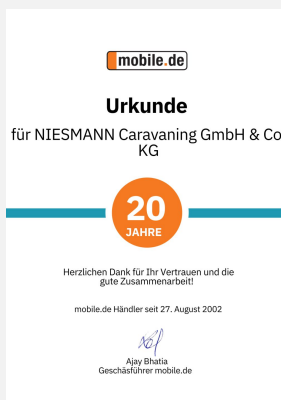 mobile.de
Urkunde
für NIESMANN Caravaning GmbH & Co
KG
20
JAHRE
Herzlichen Dank für Ihr Vertrauen und die
gute Zusammenarbeit!
mobile.de Händler seit 27. August 2002
Ajay Bhatia
Geschäsführer mobile.de